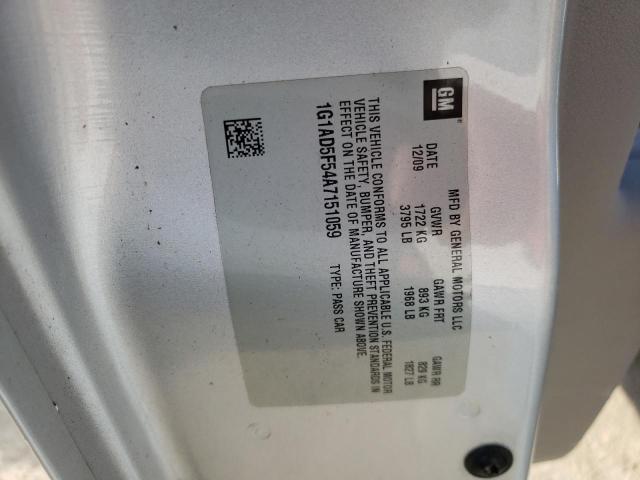 GM
MFD BY GENERAL MOTORS LLC
DATE GVWR GAWR FRT GAWR RR
12/09 1722 KG 893 KG 829 KG
3795 LB 1968 LB 1827 LB
THIS VEHICLE CONFORMS TO ALL APPLICABLE U.S. FEDERAL MOTOR
VEHICLE SAFETY, BUMPER, AND THEFT PREVENTION STANDARDS IN
EFFECT ON THE DATE OF MANUFACTURE SHOWN ABOVE.
1G1AD5F54A7151059 TYPE: PASS CAR